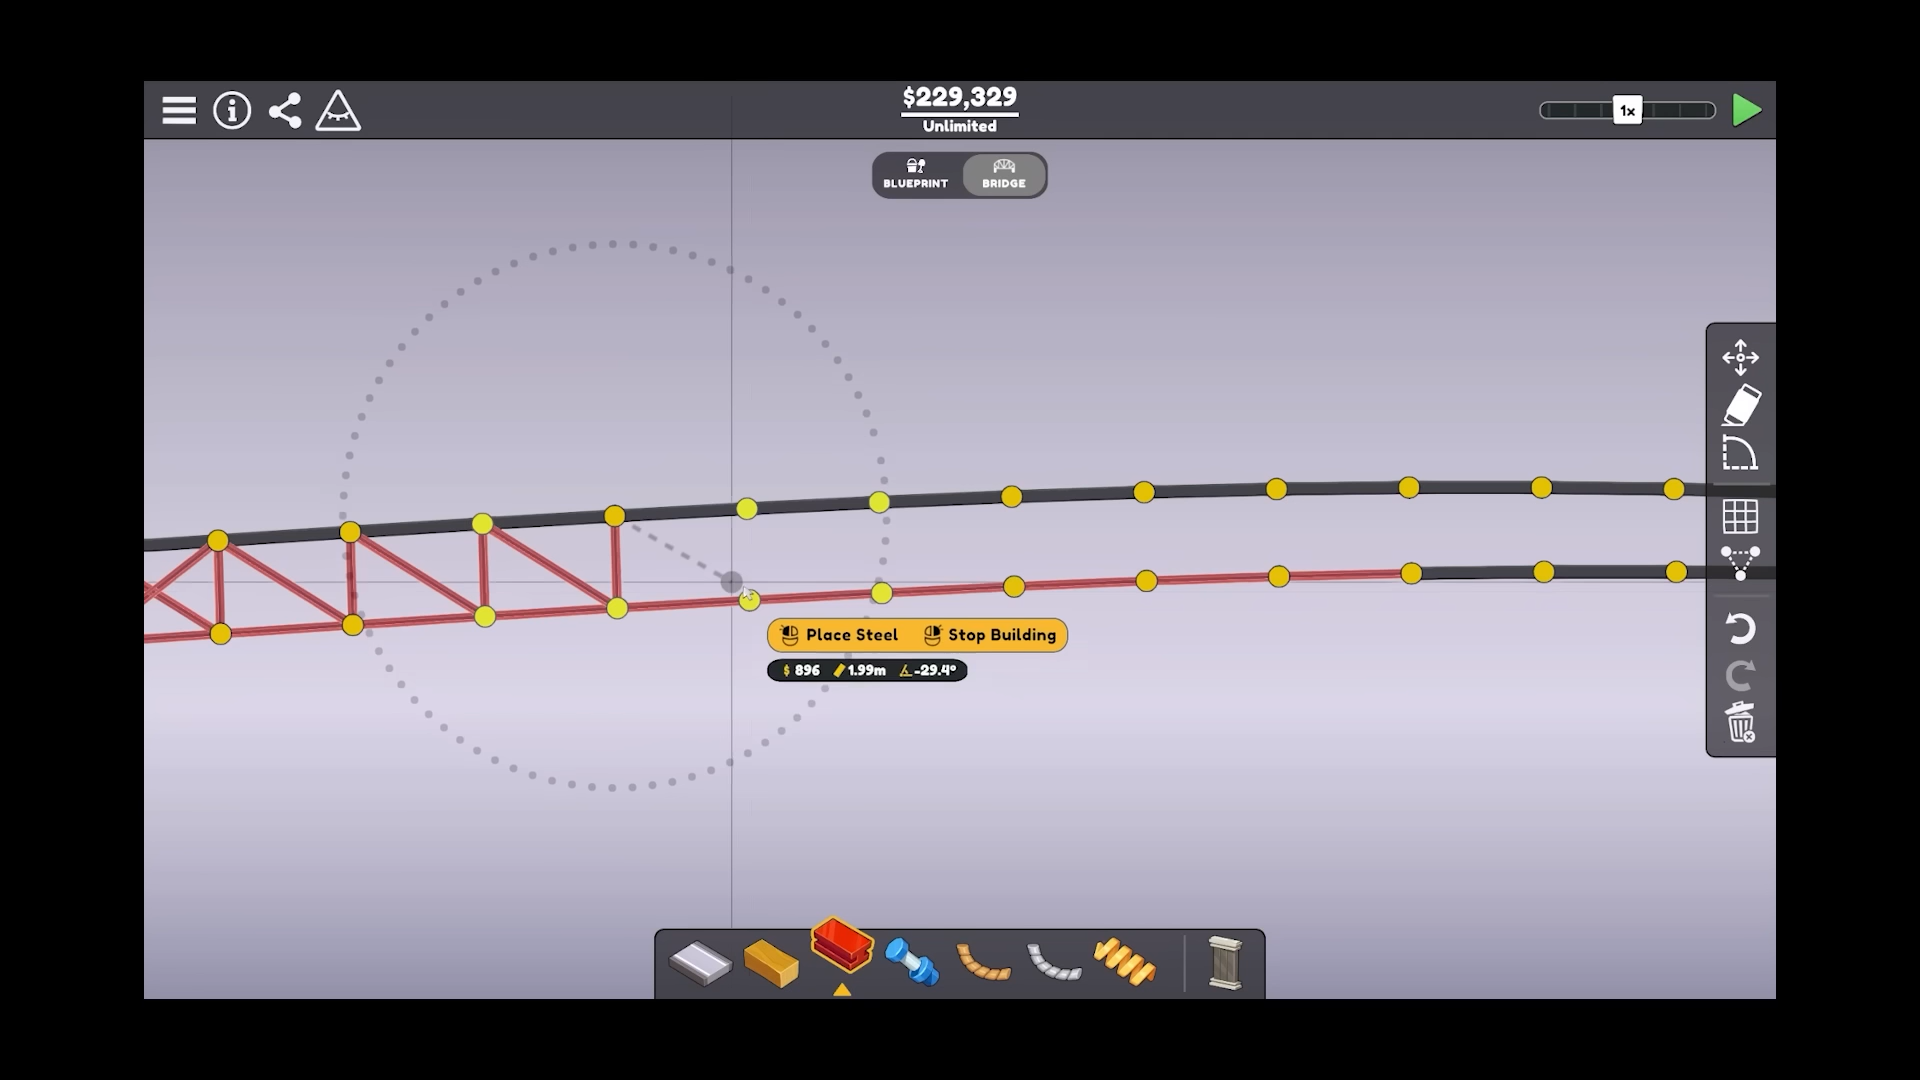 $229,329
Unlimited
1x
BLUEPRINT BRIDGE
Place Steel Stop Building
$ 896 1.99m -29.4°